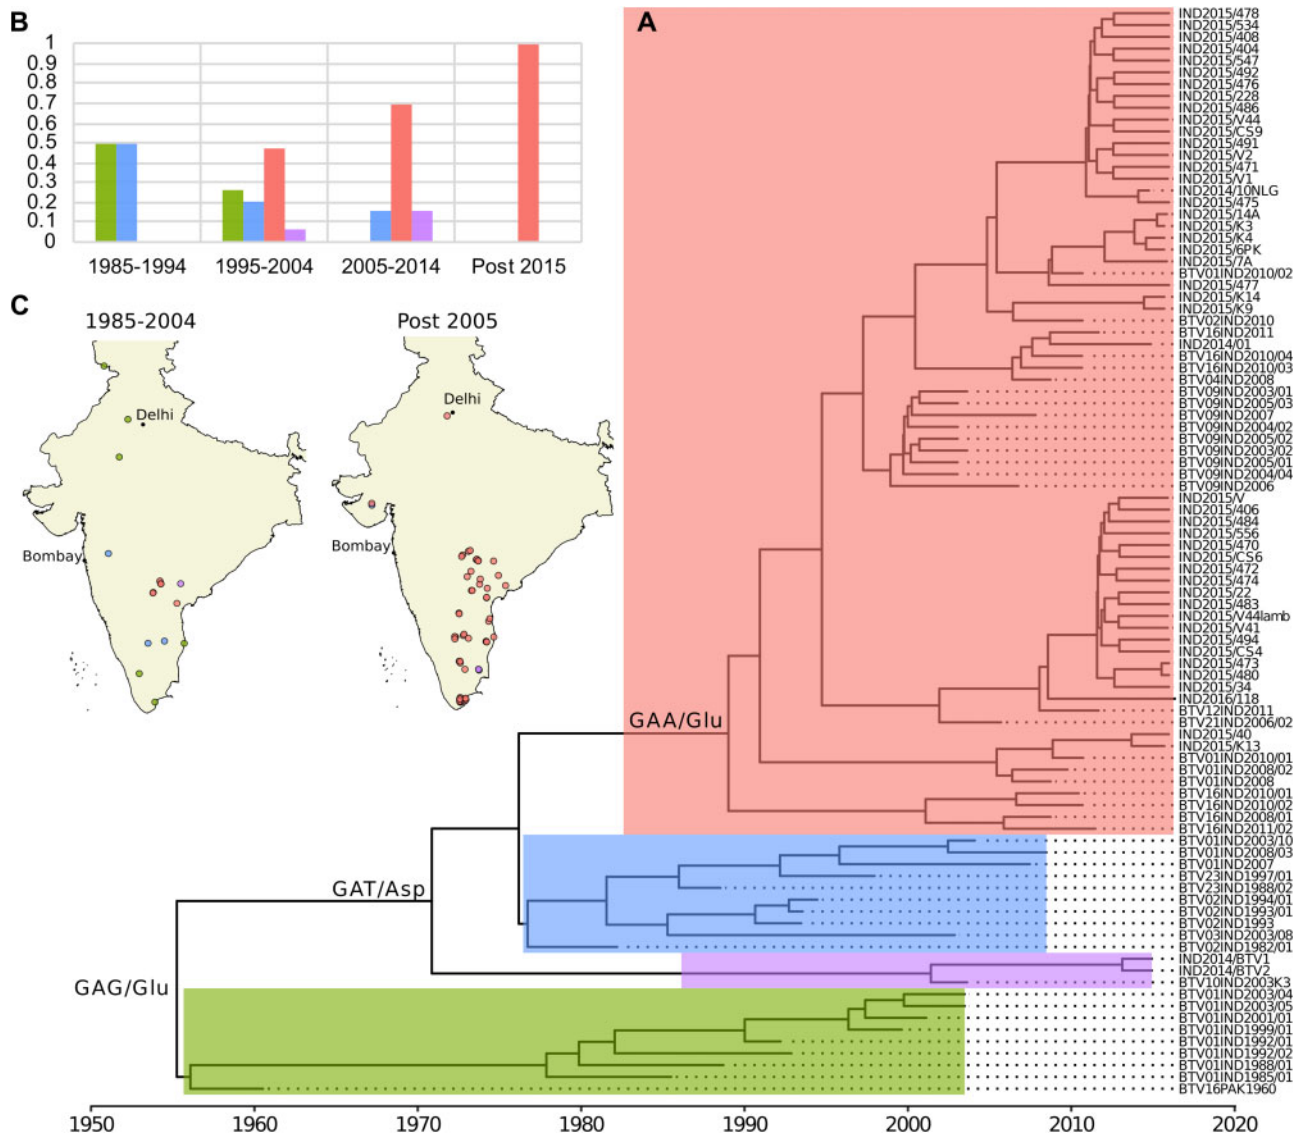 B
1
0.9
0.8
0.7
0.6
0.5
0.4
0.3
0.2
0.1
0
1985-1994
1995-2004
2005-2014
Post 2015
C
1985-2004
Post 2005
Delhi
Delhi
Bombay
Bombay
A
GAA/Glu
GAT/Asp
GAG/Glu
IND2015/478
IND2015/534
IND2015/408
IND2015/404
IND2015/547
IND2015/492
IND2015/476
IND2015/228
IND2015/486
IND2015/V44
IND2015/CS9
IND2015/491
IND2015/V2
IND2015/471
IND2015/V1
IND2014/10NLG
IND2015/475
IND2015/14A
IND2015/K3
IND2015/K4
IND2015/6PK
IND2015/7A
BTV01IND2010/02
IND2015/477
IND2015/K14
IND2015/K9
BTV02IND2010
BTV16IND2011
IND2014/01
BTV16IND2010/04
BTV16IND2010/03
BTV04IND2008
BTV09IND2003/01
BTV09IND2005/03
BTV09IND2007
BTV09IND2004/02
BTV09IND2005/02
BTV09IND2003/02
BTV09IND2005/01
BTV09IND2004/04
BTV09IND2006
IND2015/V
IND2015/406
IND2015/484
IND2015/556
IND2015/470
IND2015/CS6
IND2015/472
IND2015/474
IND2015/22
IND2015/483
IND2015/V44lamb
IND2015/V41
IND2015/494
IND2015/CS4
IND2015/473
IND2015/480
IND2015/34
IND2016/118
BTV12IND2011
BTV21IND2006/02
IND2015/40
IND2015/K13
BTV01IND2010/01
BTV01IND2008/02
BTV01IND2008
BTV16IND2010/01
BTV16IND2010/02
BTV16IND2008/01
BTV16IND2011/02
BTV01IND2003/10
BTV01IND2008/03
BTV01IND2007
BTV23IND1997/01
BTV23IND1988/02
BTV02IND1994/01
BTV02IND1993/01
BTV02IND1993
BTV03IND2003/08
BTV02IND1982/01
IND2014/BTV1
IND2014/BTV2
BTV10IND2003K3
BTV01IND2003/04
BTV01IND2003/05
BTV01IND2001/01
BTV01IND1999/01
BTV01IND1992/01
BTV01IND1992/02
BTV01IND1988/01
BTV01IND1985/01
BTV16PAK1960
1950
1960
1970
1980
1990
2000
2010
2020